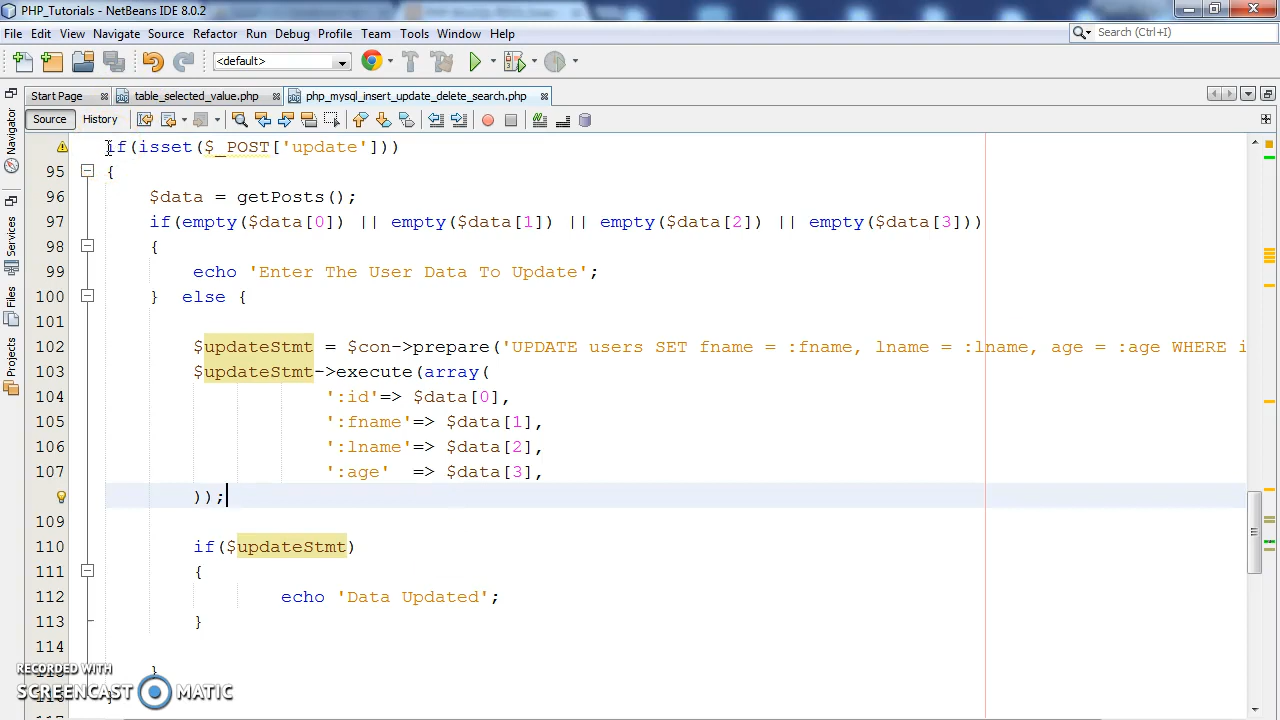 PHP_Tutorials - NetBeans IDE 8.0.2
File Edit View Navigate Source Refactor Run Debug Profile Team Tools Window Help
Search (Ctrl+I)
<default>
Start Page
table_selected_value.php
php_mysql_insert_update_delete_search.php
Source History
Navigator
Services
Files
Projects
if(isset($_POST['update']))
95 {
96 $data = getPosts();
97 if(empty($data[0]) || empty($data[1]) || empty($data[2]) || empty($data[3]))
98 {
99 echo 'Enter The User Data To Update';
100 } else {
101
102 $updateStmt = $con->prepare('UPDATE users SET fname = :fname, lname = :lname, age = :age WHERE i
103 $updateStmt->execute(array(
104 ':id'=> $data[0],
105 ':fname'=> $data[1],
106 ':lname'=> $data[2],
107 ':age' => $data[3],
));
109
110 if($updateStmt)
111 {
112 echo 'Data Updated';
113 }
114
}
RECORDED WITH
SCREENCAST MATIC